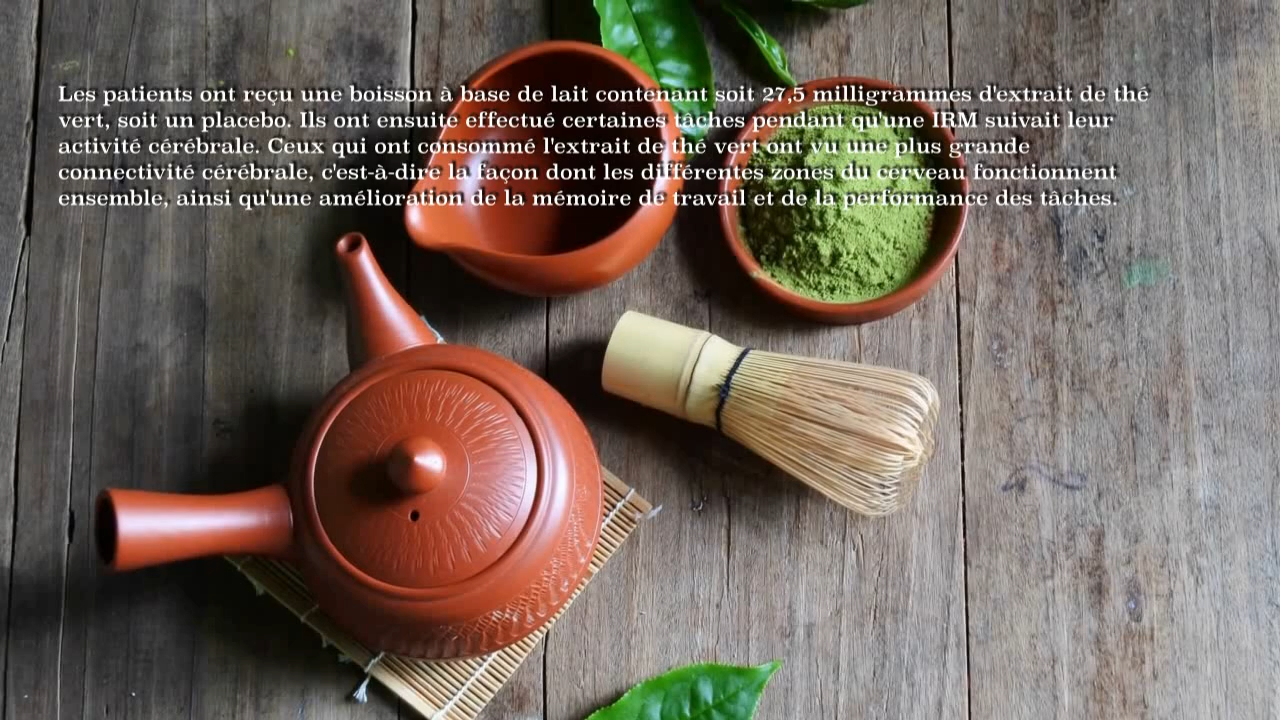 Les patients ont reçu une boisson à base de lait contenant soit 27,5 milligrammes d'extrait de thé
vert, soit un placebo. Ils ont ensuite effectué certaines tâches pendant qu'une IRM suivait leur
activité cérébrale. Ceux qui ont consommé l'extrait de thé vert ont vu une plus grande
connectivité cérébrale, c'est-à-dire la façon dont les différentes zones du cerveau fonctionnent
ensemble, ainsi qu'une amélioration de la mémoire de travail et de la performance des tâches.